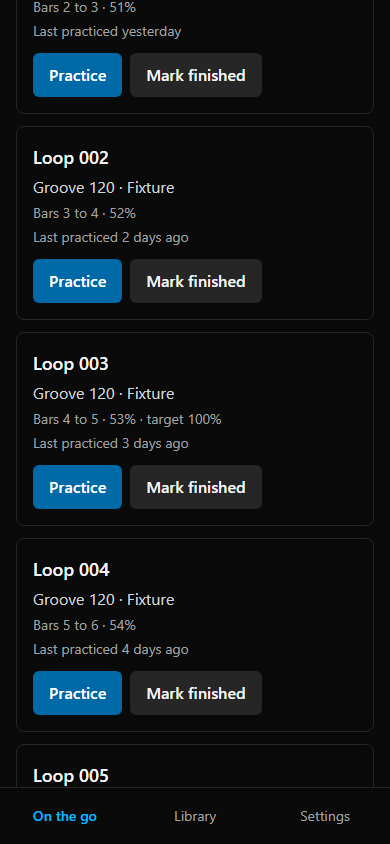 Bars 2 to 3 · 51%
Last practiced yesterday
Practice
Mark finished
Loop 002
Groove 120 · Fixture
Bars 3 to 4 · 52%
Last practiced 2 days ago
Practice
Mark finished
Loop 003
Groove 120 · Fixture
Bars 4 to 5 · 53% · target 100%
Last practiced 3 days ago
Practice
Mark finished
Loop 004
Groove 120 · Fixture
Bars 5 to 6 · 54%
Last practiced 4 days ago
Practice
Mark finished
Loop 005
On the go
Library
Settings